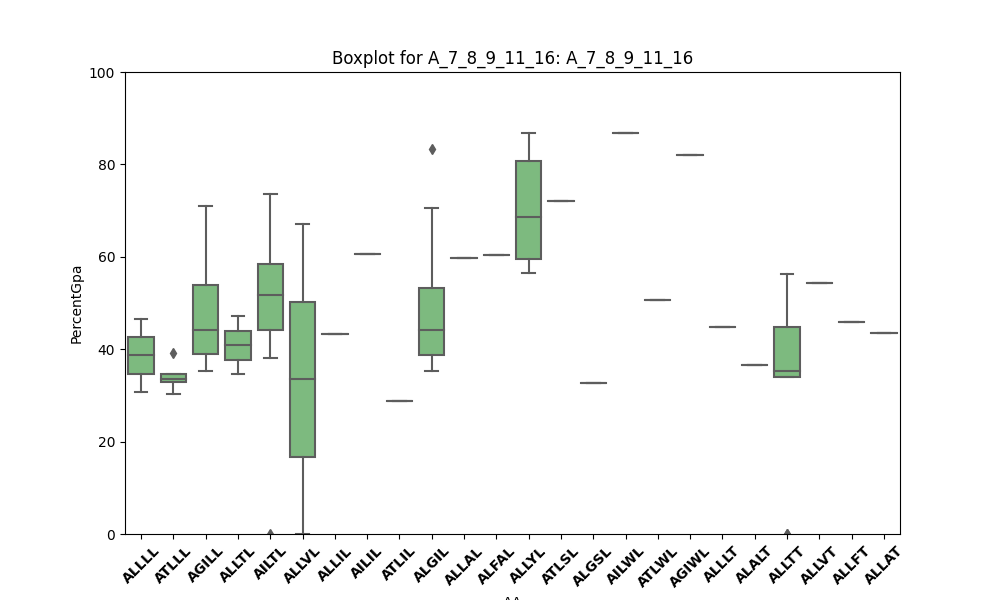 Boxplot for A_7_8_9_11_16: A_7_8_9_11_16
100
80
60
40
20
0
PercentGpa
ALLLL ATLLL AGILL ALLTL AILTL ALLVL ALLIL AILIL ATLIL ALGIL ALLAL ALFAL ALLYL ATLSL ALGSL AILWL ATLWL AGIWL ALLLT ALALT ALLTT ALLVT ALLFT ALLAT